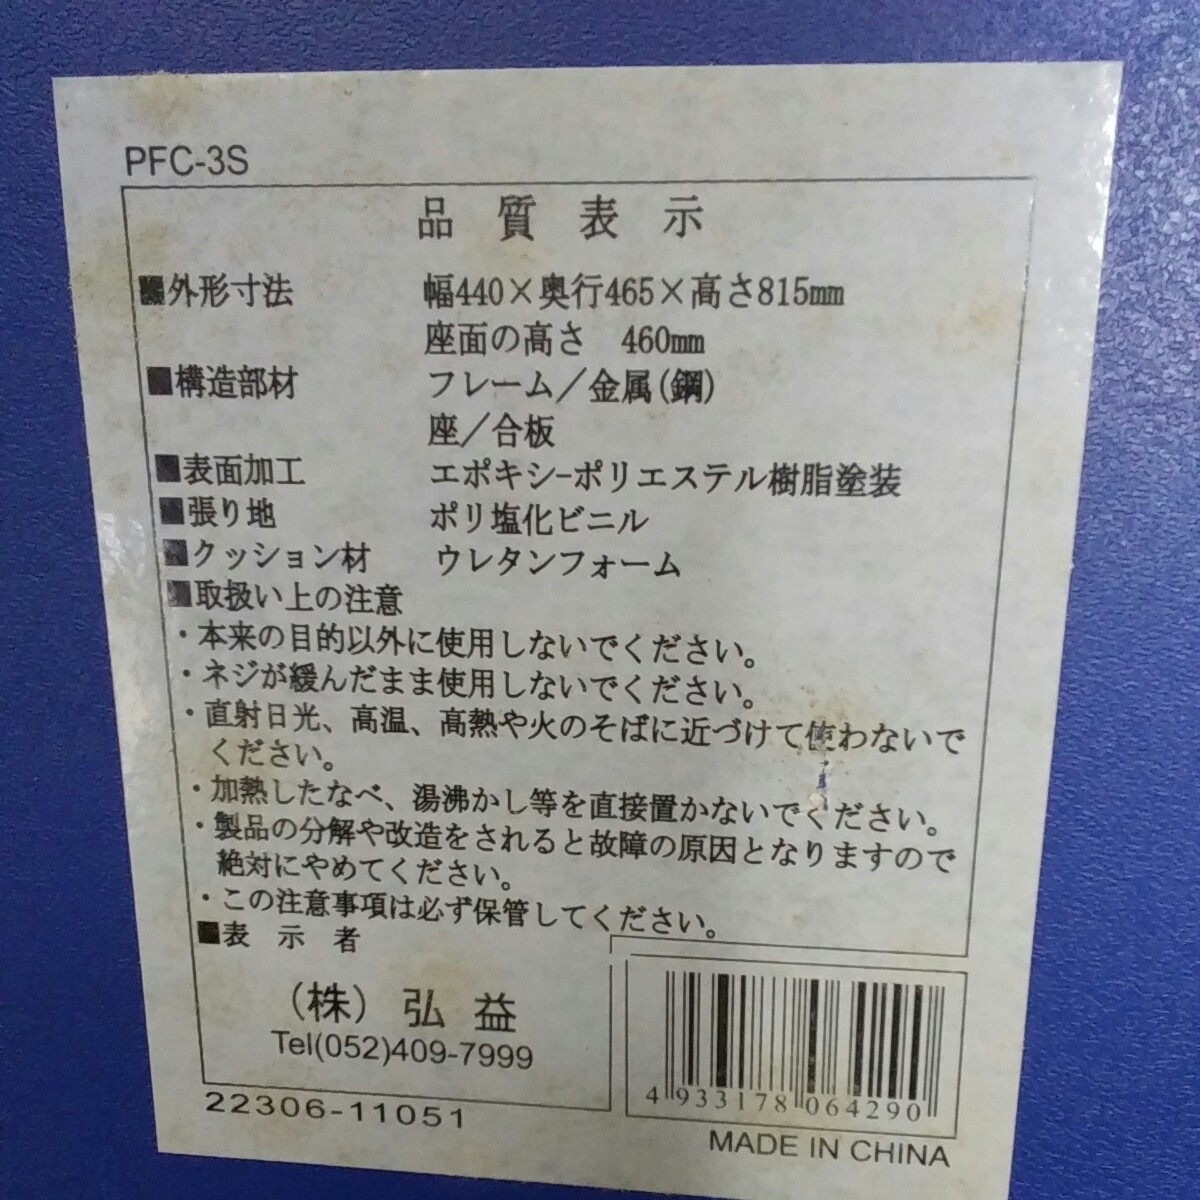 PFC-3S
品 質 表 示
■外形寸法 幅440×奥行465×高さ815mm
座面の高さ 460mm
■構造部材 フレーム／金属(鋼)
座／合板
■表面加工 エポキシ-ポリエステル樹脂塗装
■張り地 ポリ塩化ビニル
■クッション材 ウレタンフォーム
■取扱い上の注意
・本来の目的以外に使用しないでください。
・ネジが緩んだまま使用しないでください。
・直射日光、高温、高熱や火のそばに近づけて使わないで
ください。
・加熱したなべ、湯沸かし等を直接置かないでください。
・製品の分解や改造をされると故障の原因となりますので
絶対にやめてください。
・この注意事項は必ず保管してください。
■表 示 者
(株) 弘 益
Tel(052)409-7999
22306-11051
4 933178 064290
MADE IN CHINA